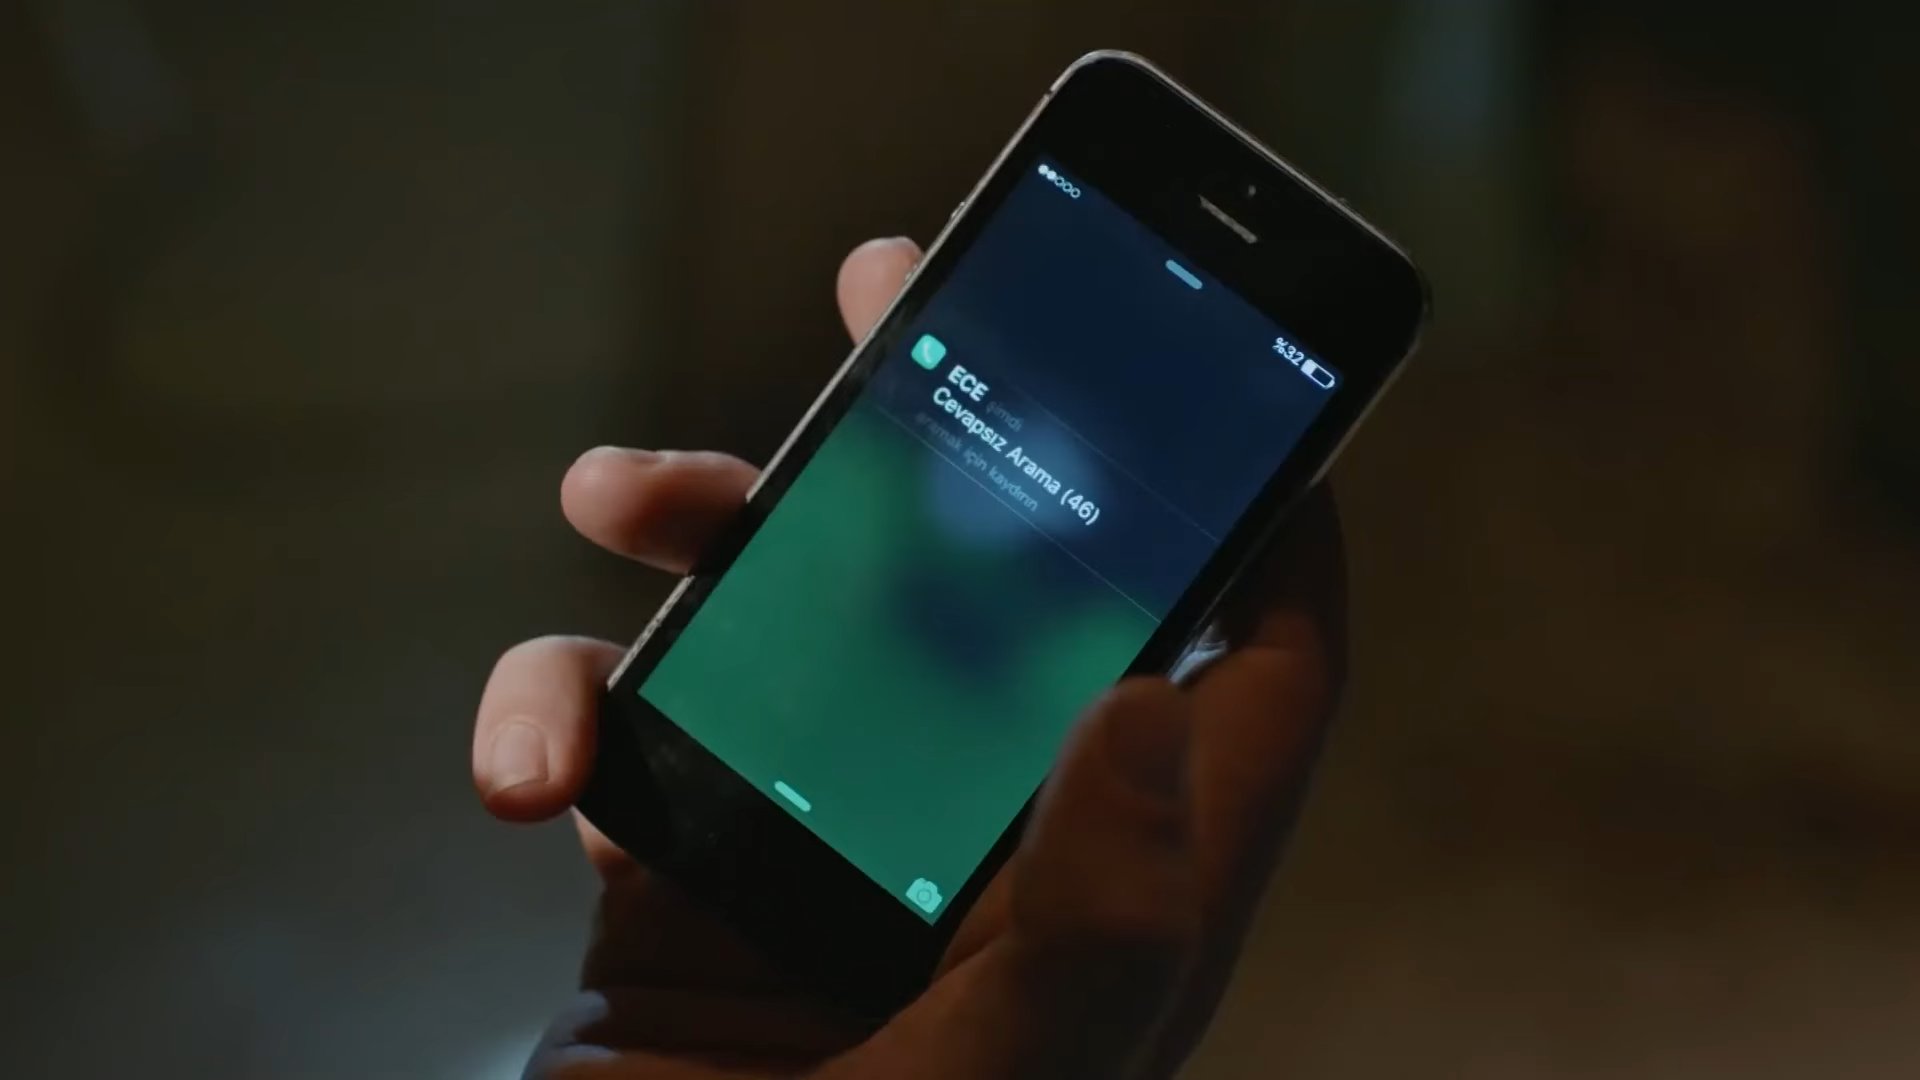 %32
ECE şimdi
Cevapsız Arama (46)
aramak için kaydırın